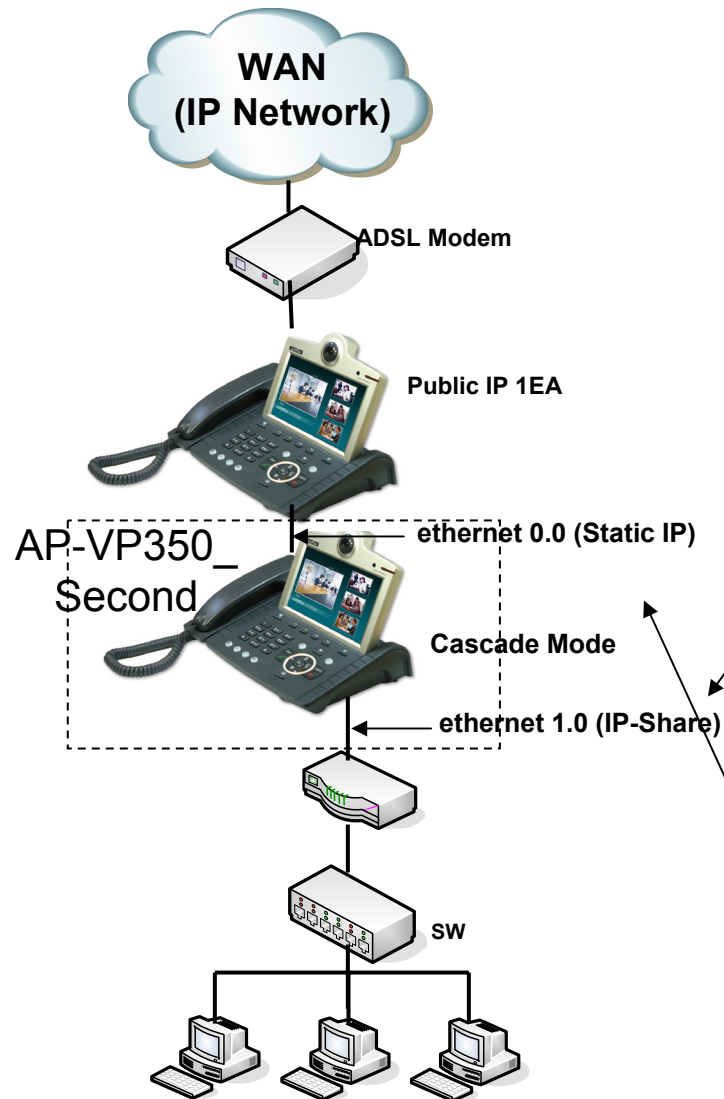 WAN
(IP Network)
ADSL Modem
Public IP 1EA
ethernet 0.0 (Static IP)
AP-VP350_
Second
Cascade Mode
ethernet 1.0 (IP-Share)
SW